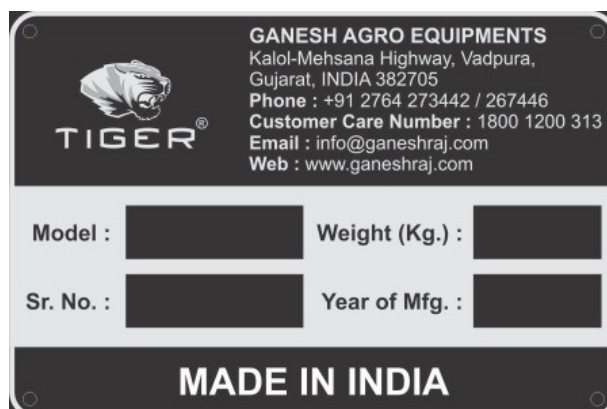 GANESH AGRO EQUIPMENTS
Kalol-Mehsana Highway, Vadpura,
Gujarat, INDIA 382705
Phone : +91 2764 273442 / 267446
Customer Care Number : 1800 1200 313
Email : info@ganeshraj.com
Web : www.ganeshraj.com
TIGER®
Model :
Weight (Kg.) :
Sr. No. :
Year of Mfg. :
MADE IN INDIA